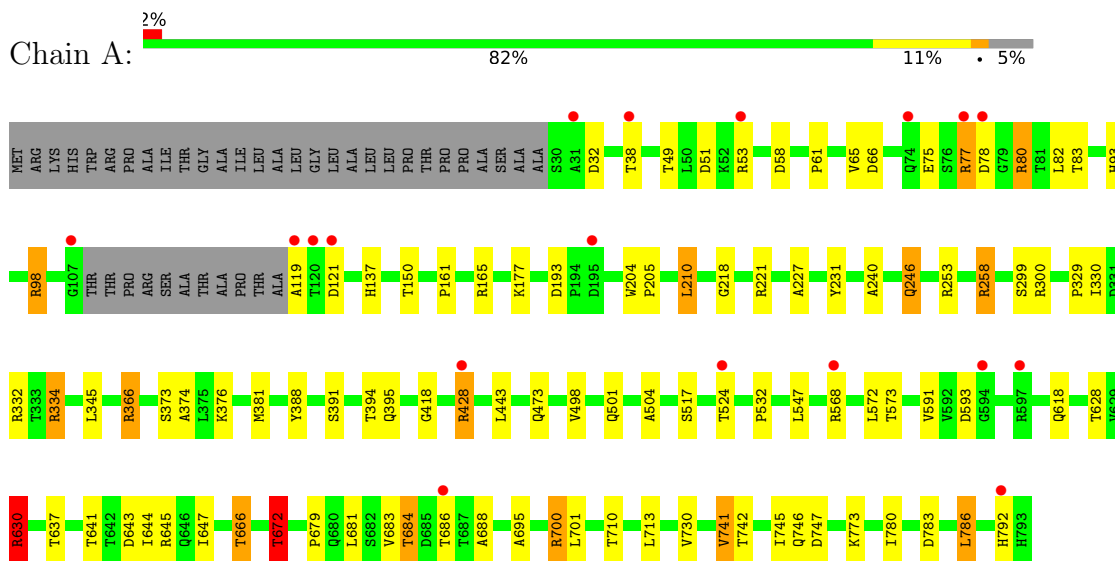 2%
Chain A:
82% 11% • 5%
MET ARG LYS HIS TRP ARG PRO ALA ILE THR GLY ALA ILE LEU ALA LEU GLY LEU ALA LEU LEU PRO THR PRO PRO ALA SER ALA ALA S30 A31 D32 T38 T49 L50 D51 K52 R53 D58 P61 V65 D66 Q74 E75 S76 R77 D78 G79 R80 T81 L82 T83 H93
R98 G107 THR THR PRO ARG SER ALA THR ALA PRO THR ALA A119 T120 D121 H137 T150 P161 R165 K177 D193 P194 D195 W204 P205 L210 G218 R221 A227 Y231 A240 Q246 R253 R258 S299 R300 P329 I330 D331
R332 T333 R334 L345 R366 S373 A374 L375 K376 M381 Y388 S391 T394 Q395 G418 R428 L443 Q473 V498 Q501 A504 S517 T524 P532 L547 R568 L572 T573 V591 V592 D593 G594 R597 Q618 T628 V629
R630 T637 T641 T642 D643 I644 R645 Q646 I647 T666 T672 P679 Q680 L681 S682 V683 T684 D685 T686 T687 A688 A695 R700 L701 T710 L713 V730 V741 T742 I745 Q746 D747 K773 I780 D783 L786 H792 H793